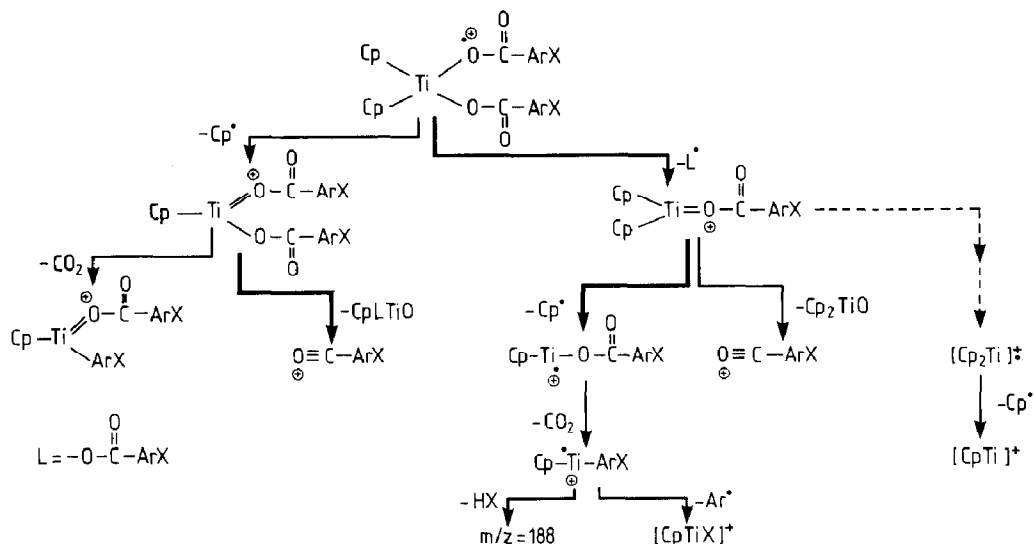 O ⊕ O
Cp O–C–ArX
Ti
Cp O–C–ArX
O
–Cp•
–L•
⊕ O
O–C–ArX
Cp–Ti
O–C–ArX
O
Cp O
Ti=O–C–ArX
Cp ⊕
–CO₂
–CpLTiO
–Cp•
–Cp₂TiO
⊕ O
O–C–ArX
Cp–Ti
ArX
O≡C–ArX
⊕
O
Cp–Ti–O–C–ArX
•⊕
O≡C–ArX
⊕
[Cp₂Ti]⁺•
–CO₂
–Cp•
O
L=–O–C–ArX
Cp–Ti–ArX
•⊕
[CpTi]⁺
–HX
–Ar•
m/z=188
[CpTiX]⁺